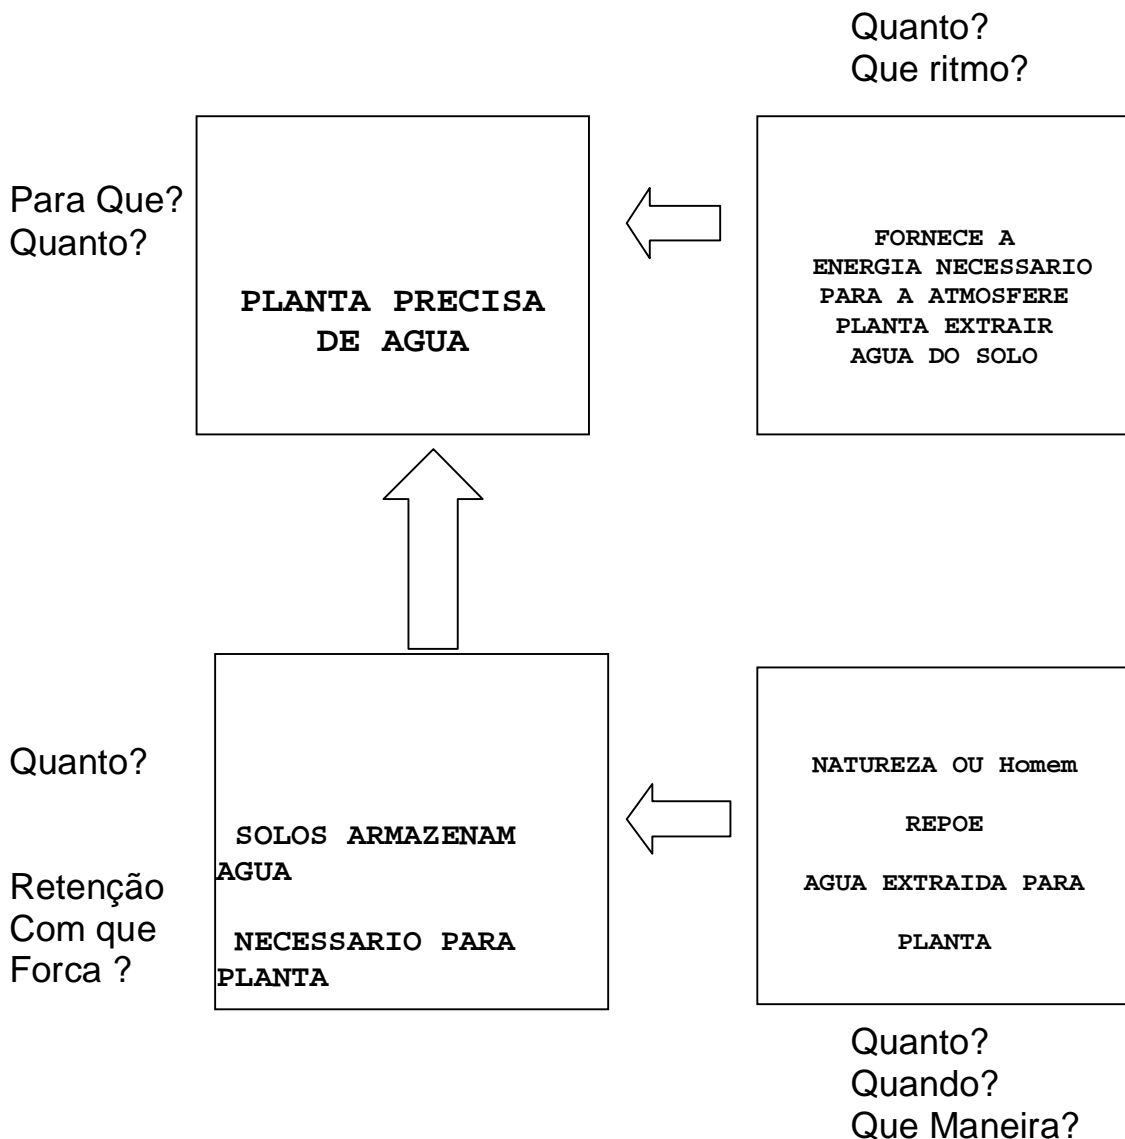 Quanto?
Que ritmo?
Para Que?
Quanto?
PLANTA PRECISA
DE AGUA
FORNECE A
ENERGIA NECESSARIO
PARA A ATMOSFERE
PLANTA EXTRAIR
AGUA DO SOLO
Quanto?
Retenção
Com que
Forca ?
SOLOS ARMAZENAM
AGUA
NECESSARIO PARA
PLANTA
NATUREZA OU Homem
REPOE
AGUA EXTRAIDA PARA
PLANTA
Quanto?
Quando?
Que Maneira?